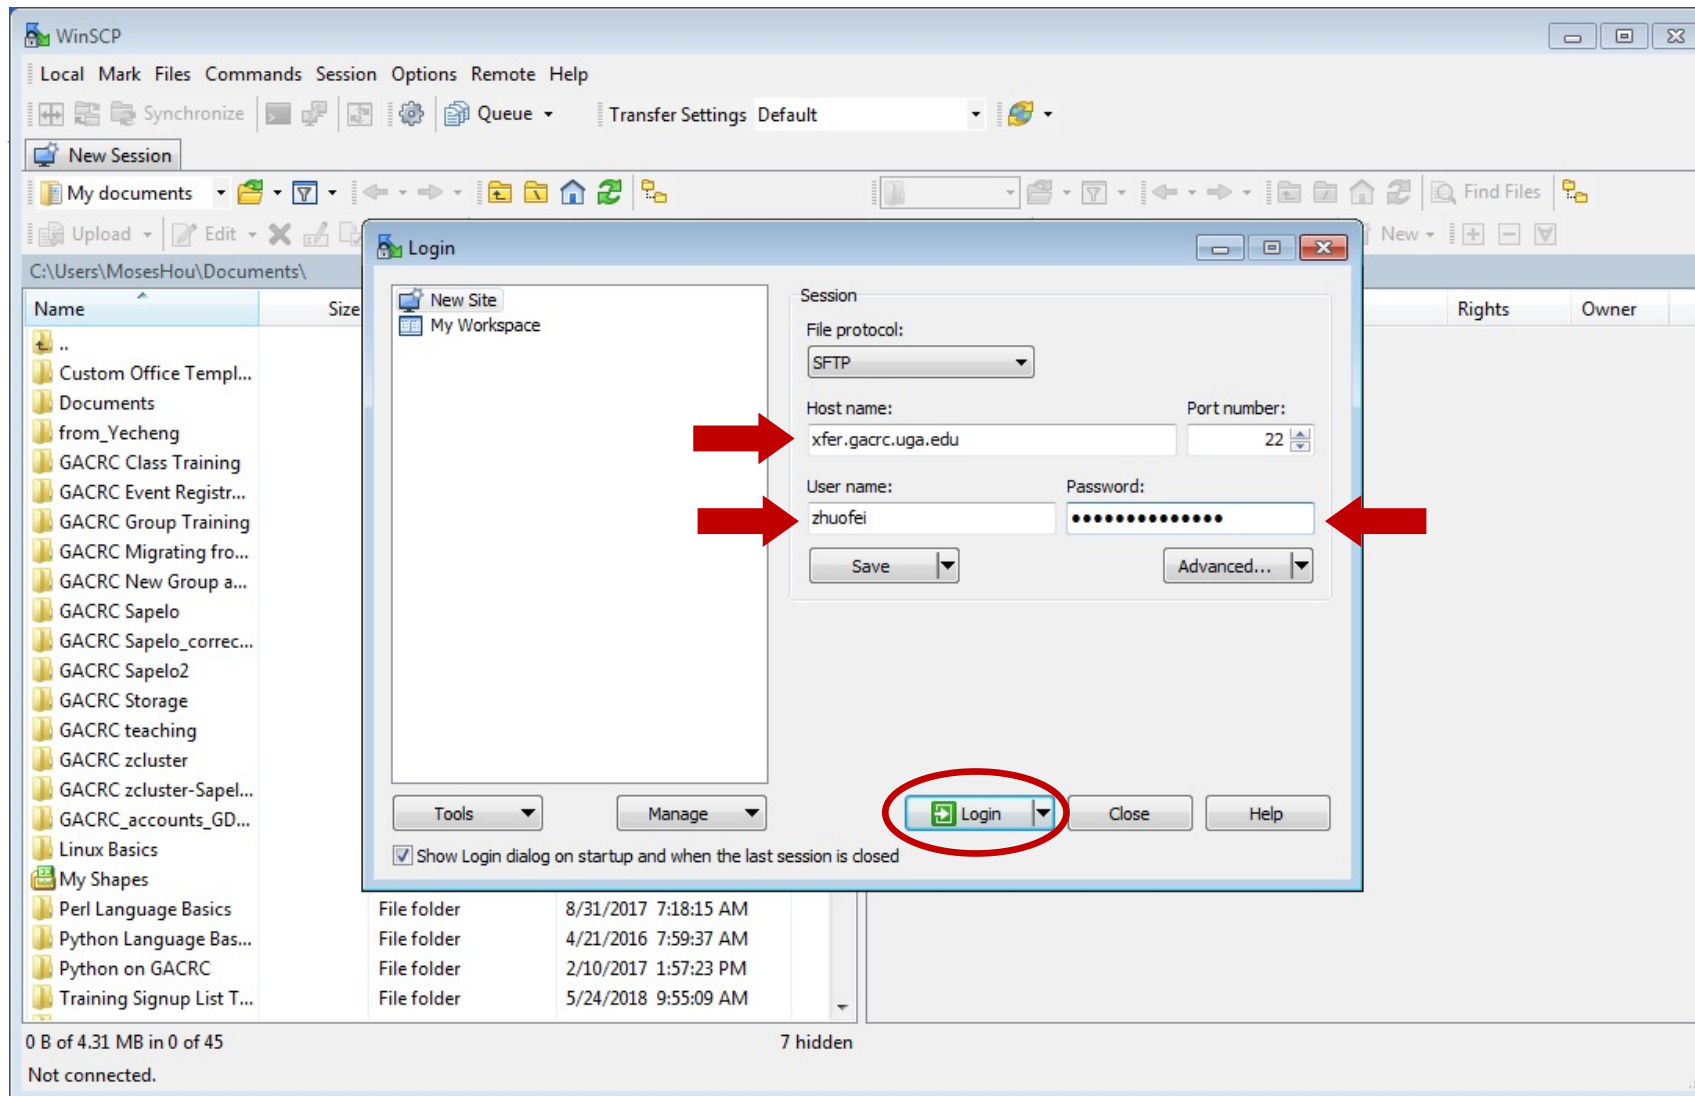 WinSCP
Local Mark Files Commands Session Options Remote Help
Synchronize Queue Transfer Settings Default
New Session
My documents Find Files
Upload Edit New
C:\Users\MosesHou\Documents\
Name Size Rights Owner
..
Custom Office Templ...
Documents
from_Yecheng
GACRC Class Training
GACRC Event Registr...
GACRC Group Training
GACRC Migrating fro...
GACRC New Group a...
GACRC Sapelo
GACRC Sapelo_correc...
GACRC Sapelo2
GACRC Storage
GACRC teaching
GACRC zcluster
GACRC zcluster-Sapel...
GACRC_accounts_GD...
Linux Basics
My Shapes
Perl Language Basics File folder 8/31/2017 7:18:15 AM
Python Language Bas... File folder 4/21/2016 7:59:37 AM
Python on GACRC File folder 2/10/2017 1:57:23 PM
Training Signup List T... File folder 5/24/2018 9:55:09 AM
Login
New Site
My Workspace
Session
File protocol:
SFTP
Host name: Port number:
xfer.gacrc.uga.edu 22
User name: Password:
zhuofei ••••••••••••••
Save Advanced...
Tools Manage Login Close Help
Show Login dialog on startup and when the last session is closed
0 B of 4.31 MB in 0 of 45 7 hidden
Not connected.